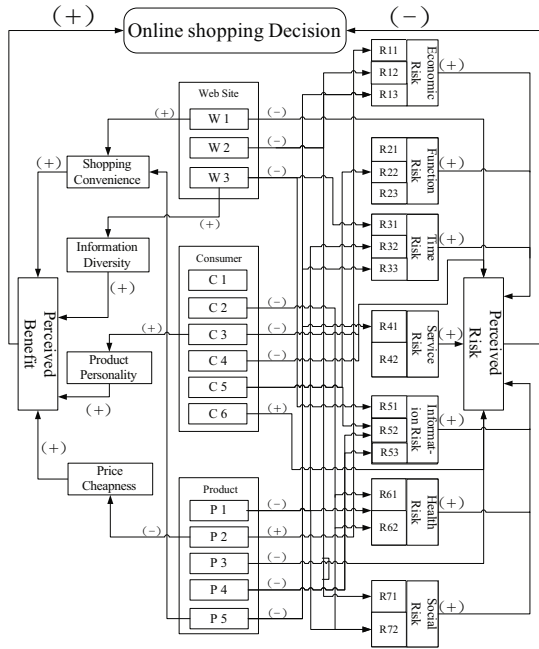 (+)
Online shopping Decision
(-)
Web Site
W 1
W 2
W 3
(+)
(-)
(-)
(-)
(+)
Shopping
Convenience
(+)
Information
Diversity
(+)
Perceived
Benefit
Product
Personality
(+)
(+)
Price
Cheapness
(+)
(-)
Consumer
C 1
C 2
C 3
C 4
C 5
C 6
(-)
(-)
(-)
(+)
Product
P 1
P 2
P 3
P 4
P 5
(-)
(+)
(-)
(-)
(-)
R11
R12
R13
Economic
Risk
(+)
R21
R22
R23
Function
Risk
(+)
R31
R32
R33
Time
Risk
(+)
R41
R42
Service
Risk
(+)
R51
R52
R53
Informat-
ion Risk
(+)
R61
R62
Health
Risk
(+)
R71
R72
Social
Risk
(+)
Perceived
Risk